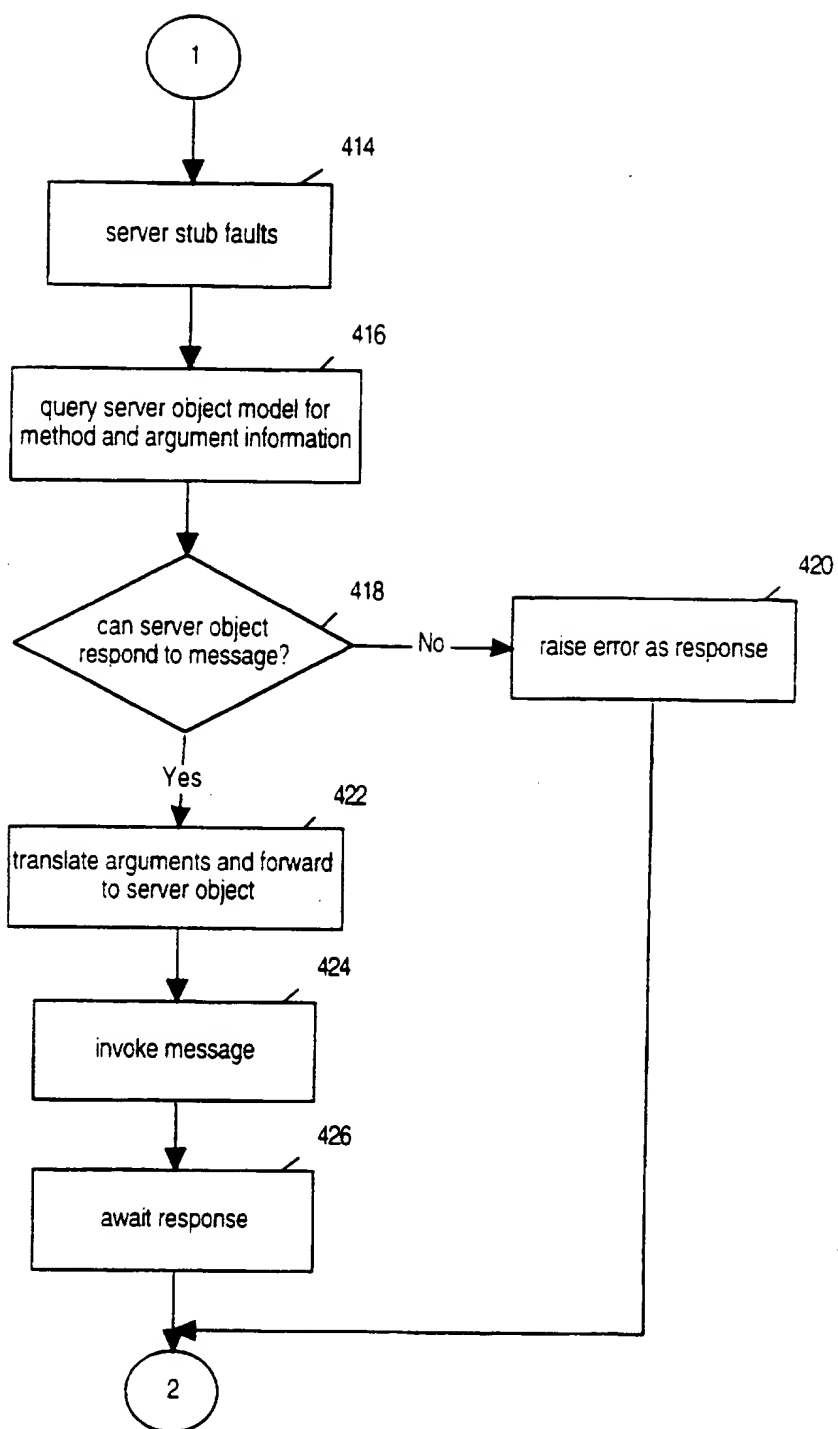 1
414
server stub faults
416
query server object model for
method and argument information
418
can server object
respond to message?
No
420
raise error as response
Yes
422
translate arguments and forward
to server object
424
invoke message
426
await response
2